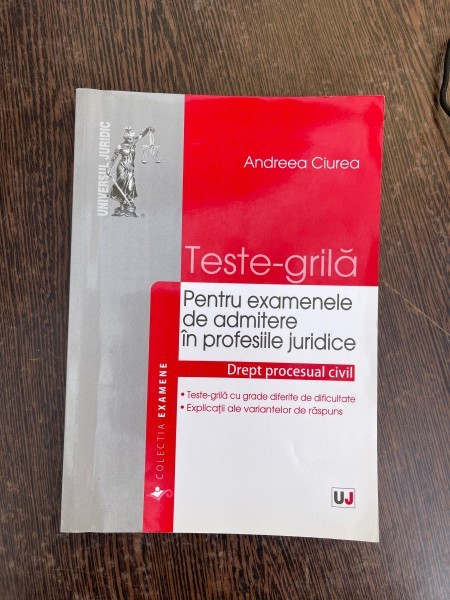 UNIVERSUL JURIDIC
Andreea Ciurea
Teste-grilă
Pentru examenele
de admitere
în profesiile juridice
Drept procesual civil
• Teste-grilă cu grade diferite de dificultate
• Explicații ale variantelor de răspuns
COLECȚIA EXAMENE
UJ